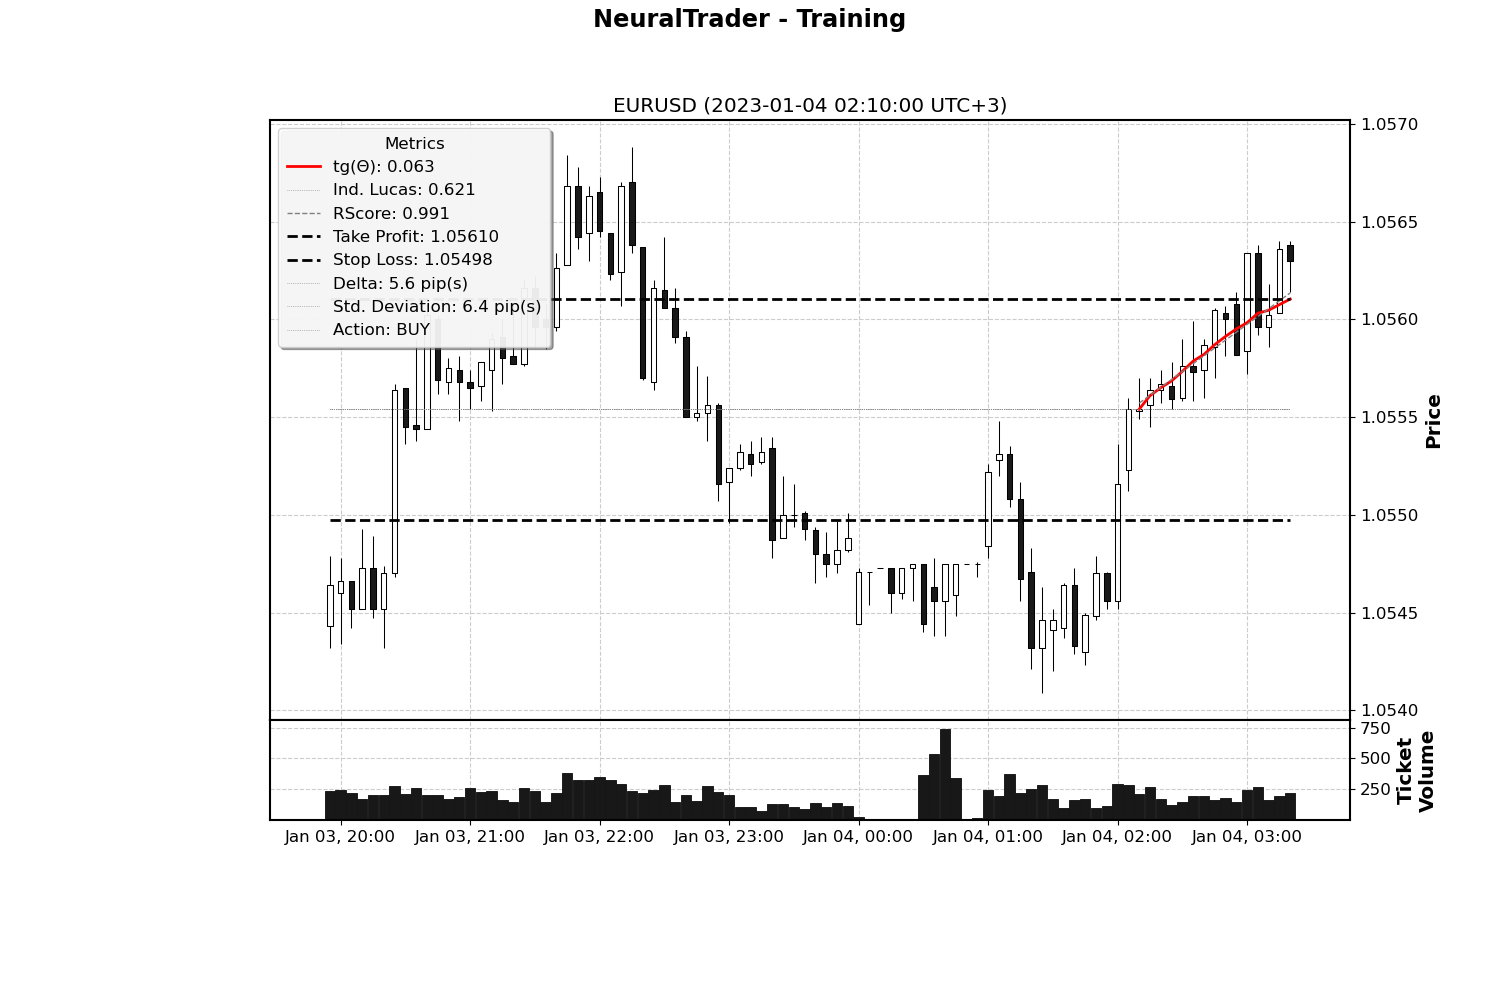 NeuralTrader - Training
EURUSD (2023-01-04 02:10:00 UTC+3)
Metrics
tg(Θ): 0.063
Ind. Lucas: 0.621
RScore: 0.991
Take Profit: 1.05610
Stop Loss: 1.05498
Delta: 5.6 pip(s)
Std. Deviation: 6.4 pip(s)
Action: BUY
1.0570
1.0565
1.0560
1.0555
1.0550
1.0545
1.0540
Price
750
500
250
Ticket
Volume
Jan 03, 20:00 Jan 03, 21:00 Jan 03, 22:00 Jan 03, 23:00 Jan 04, 00:00 Jan 04, 01:00 Jan 04, 02:00 Jan 04, 03:00